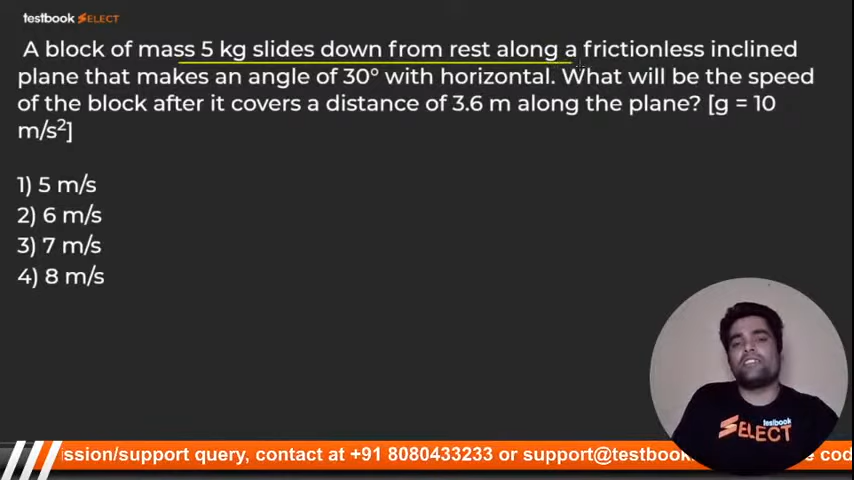 testbook SELECT
A block of mass 5 kg slides down from rest along a frictionless inclined
plane that makes an angle of 30° with horizontal. What will be the speed
of the block after it covers a distance of 3.6 m along the plane? [g = 10
m/s²]
1) 5 m/s
2) 6 m/s
3) 7 m/s
4) 8 m/s
testbook
SELECT
ssion/support query, contact at +91 8080433233 or support@testbook. e cod